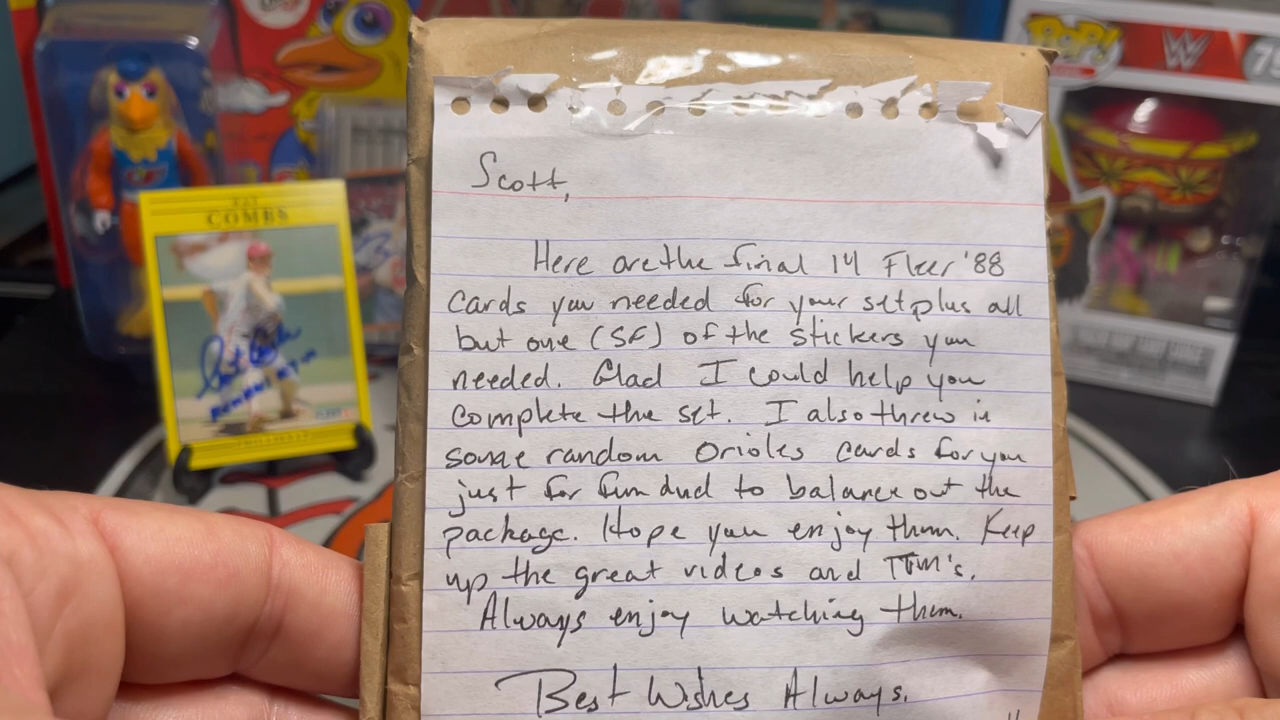 Scott,
Here are the final 14 Fleer '88
cards you needed for your set plus all
but one (SF) of the stickers you
needed. Glad I could help you
complete the set. I also threw in
some random Orioles cards for you
just for fun and to balance out the
package. Hope you enjoy them. Keep
up the great videos and TTM's.
Always enjoy watching them.
Best Wishes Always,
PAT
COMBS
POP!
W